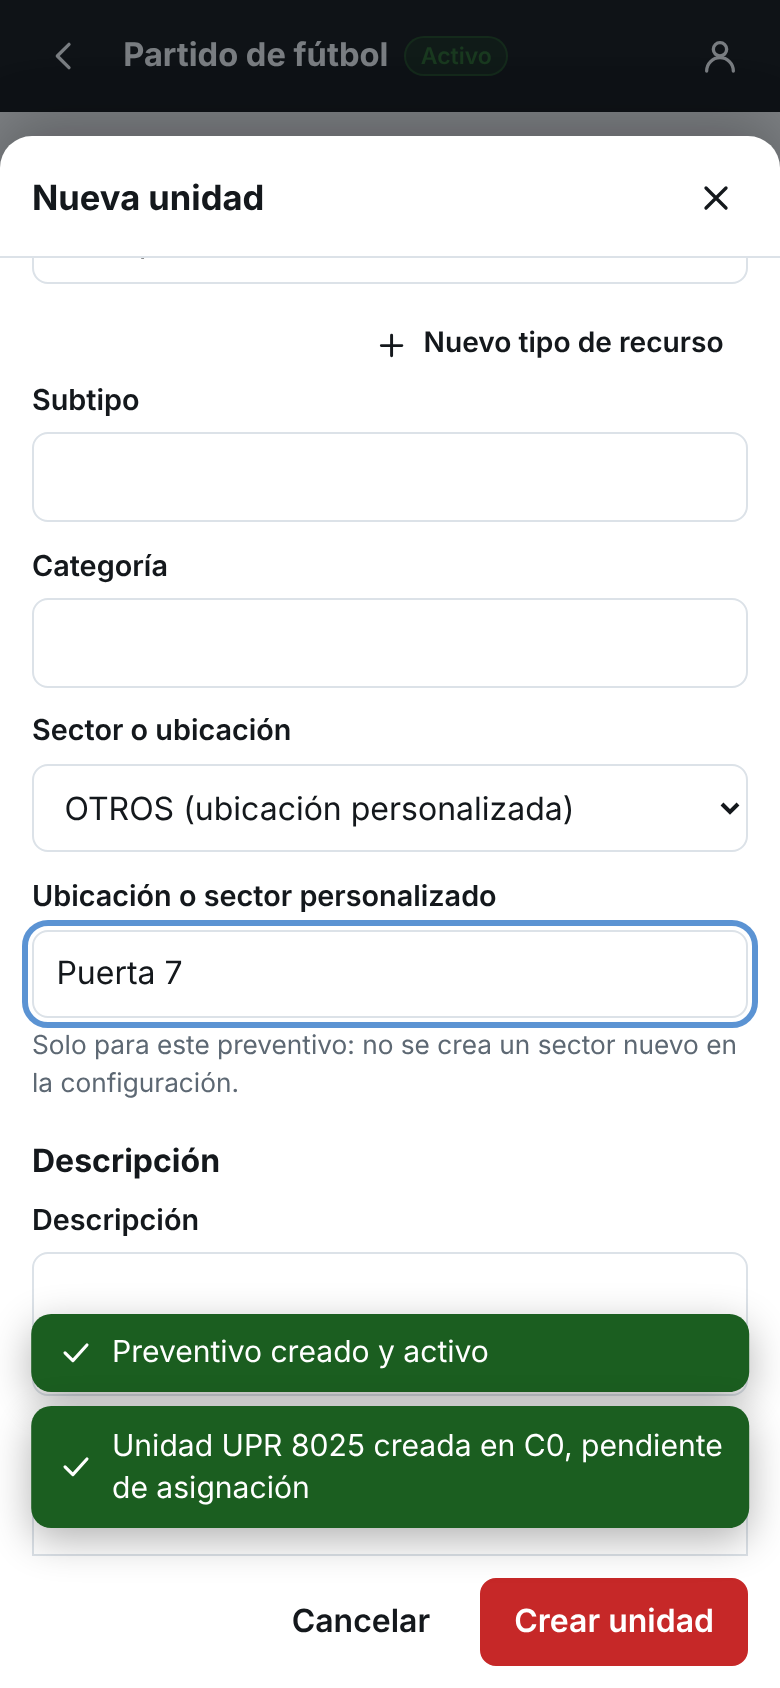 Partido de fútbol
Activo
Nueva unidad
Nuevo tipo de recurso
Subtipo
Categoría
Sector o ubicación
OTROS (ubicación personalizada)
Ubicación o sector personalizado
Puerta 7
Solo para este preventivo: no se crea un sector nuevo en
la configuración.
Descripción
Descripción
Preventivo creado y activo
Unidad UPR 8025 creada en C0, pendiente
de asignación
Cancelar
Crear unidad